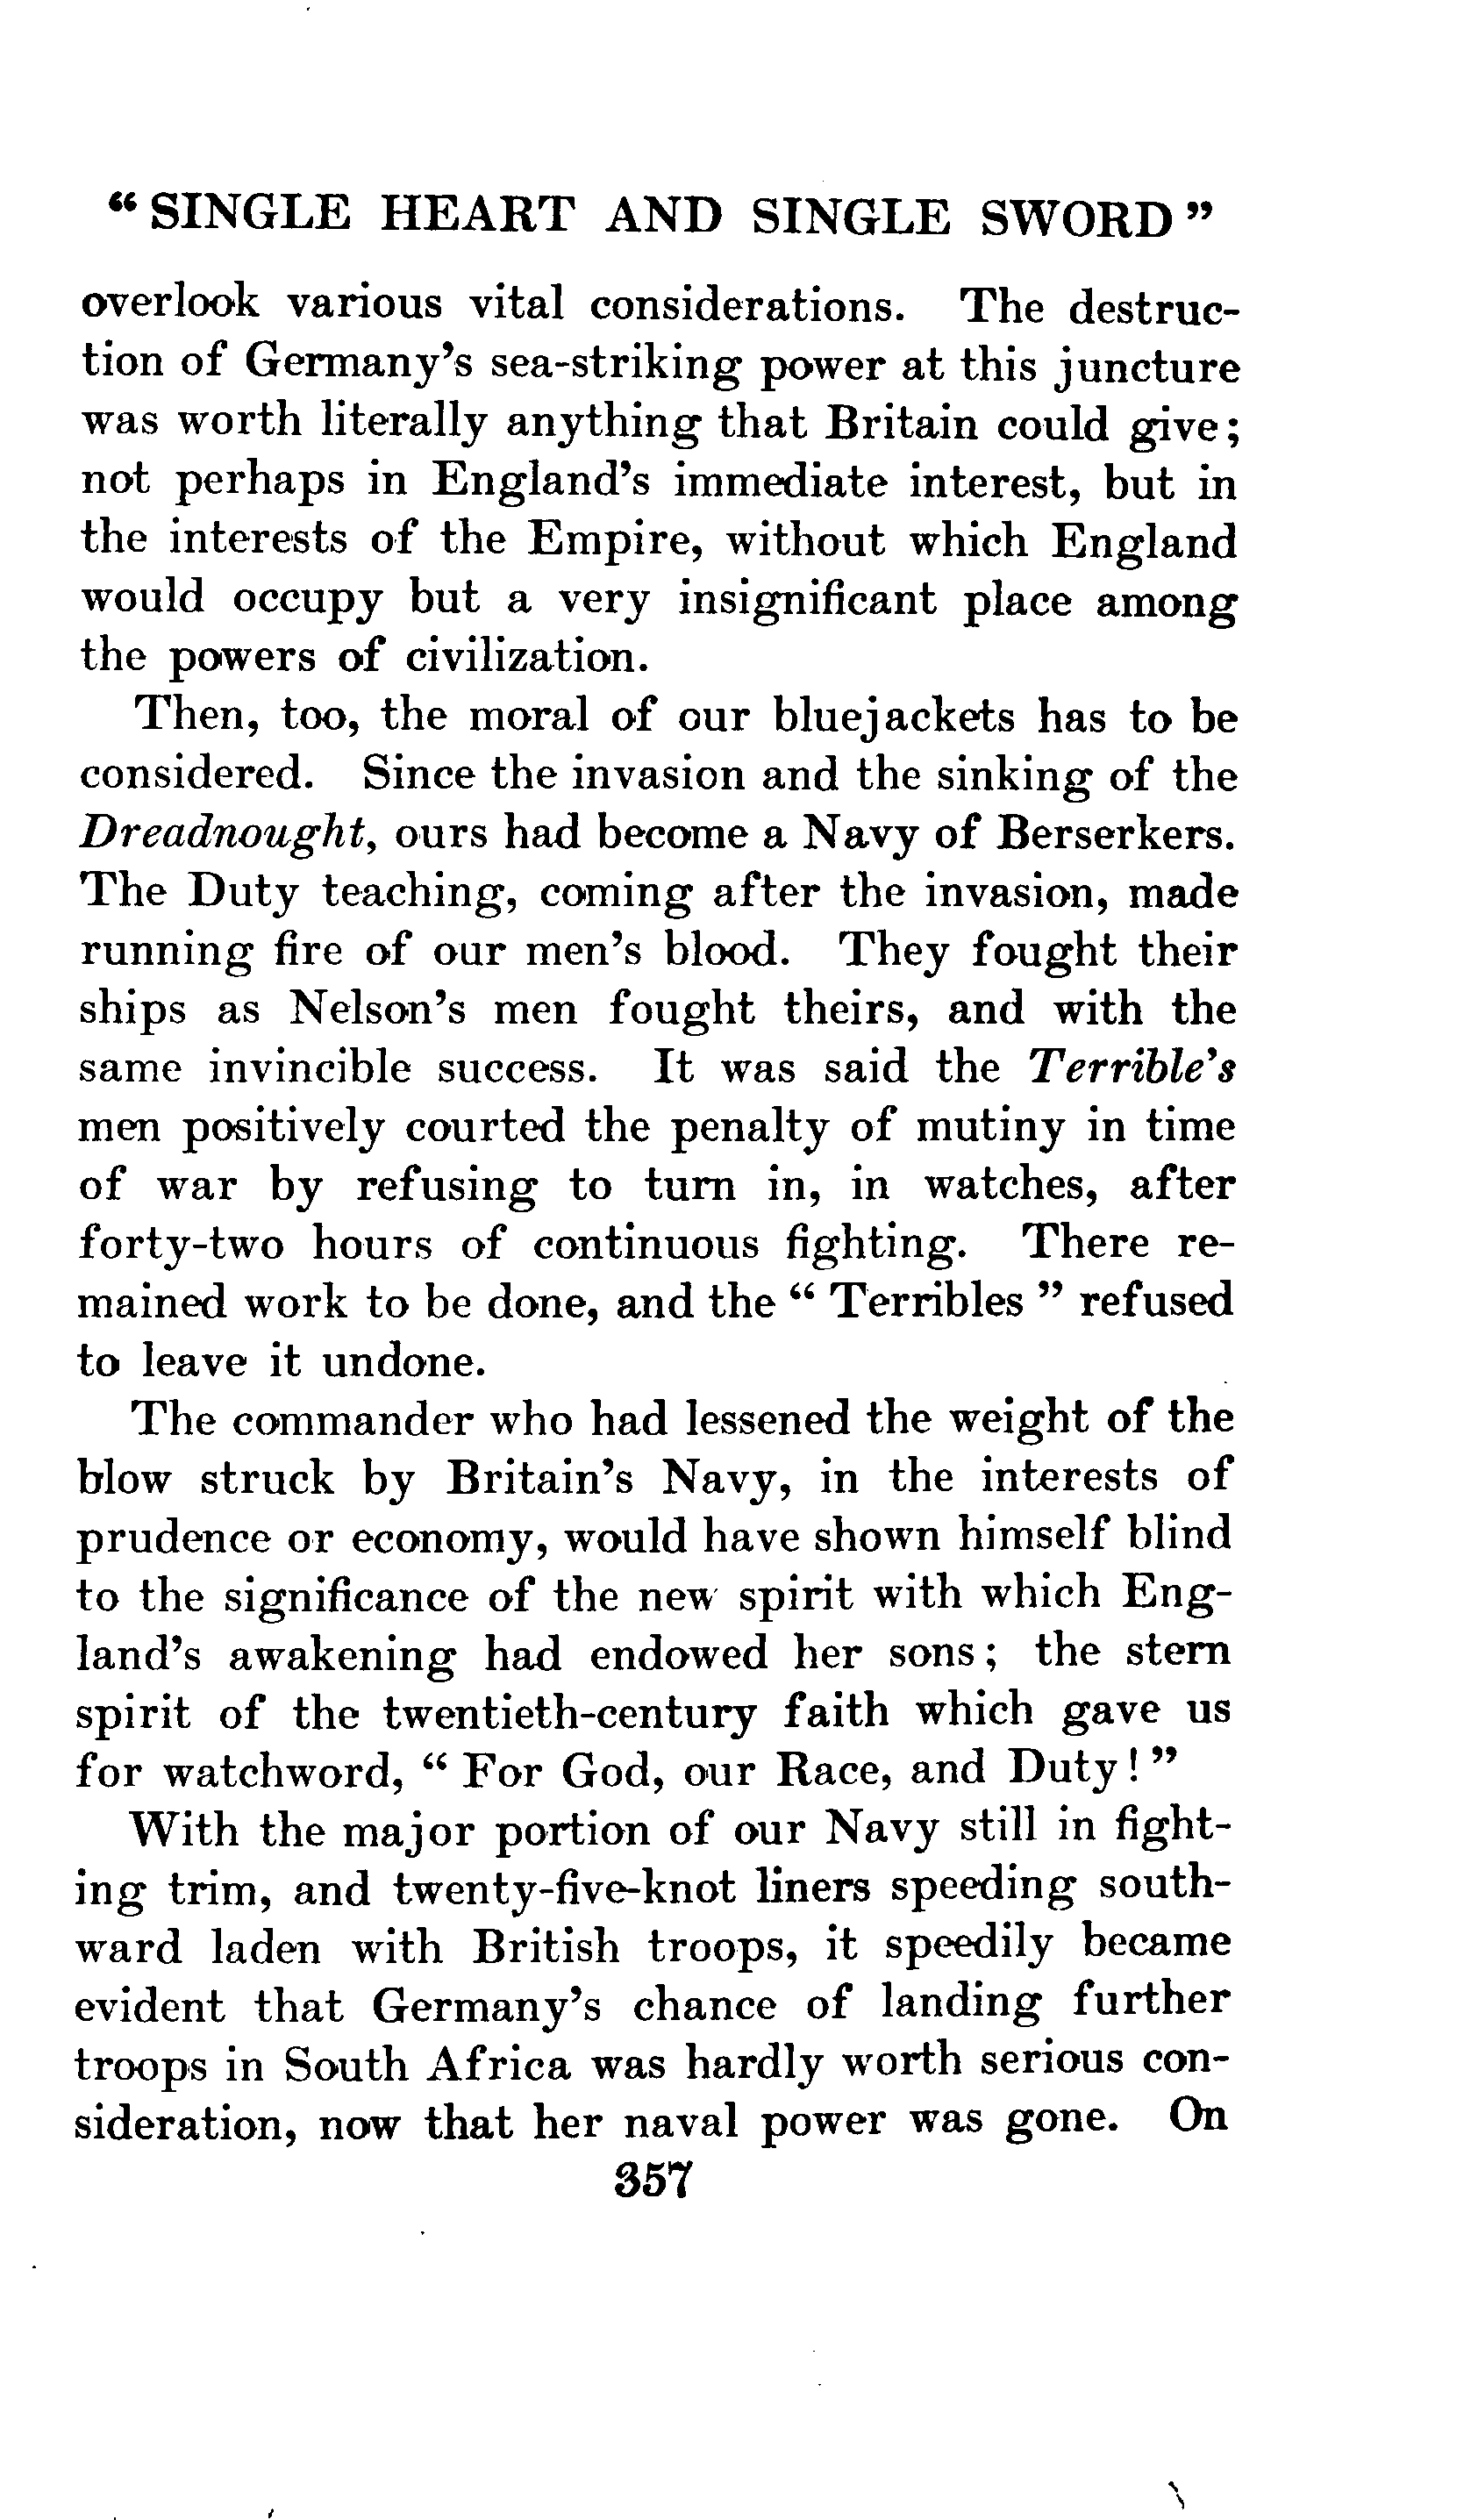 “ SINGLE HEART AND SINGLE SWORD ”
overlook various vital considerations. The destruc-
tion of Germany’s sea-striking power at this juncture
was worth literally anything that Britain could give;
not perhaps in England’s immediate interest, but in
the interests of the Empire, without which England
would occupy but a very insignificant place among
the powers of civilization.
Then, too, the moral of our bluejackets has to be
considered. Since the invasion and the sinking of the
Dreadnought, ours had become a Navy of Berserkers.
The Duty teaching, coming after the invasion, made
running fire of our men’s blood. They fought their
ships as Nelson’s men fought theirs, and with the
same invincible success. It was said the Terrible’s
men positively courted the penalty of mutiny in time
of war by refusing to turn in, in watches, after
forty-two hours of continuous fighting. There re-
mained work to be done, and the “ Terribles ” refused
to leave it undone.
The commander who had lessened the weight of the
blow struck by Britain’s Navy, in the interests of
prudence or economy, would have shown himself blind
to the significance of the new spirit with which Eng-
land’s awakening had endowed her sons; the stern
spirit of the twentieth-century faith which gave us
for watchword, “ For God, our Race, and Duty! ”
With the major portion of our Navy still in fight-
ing trim, and twenty-five-knot liners speeding south-
ward laden with British troops, it speedily became
evident that Germany’s chance of landing further
troops in South Africa was hardly worth serious con-
sideration, now that her naval power was gone. On
357